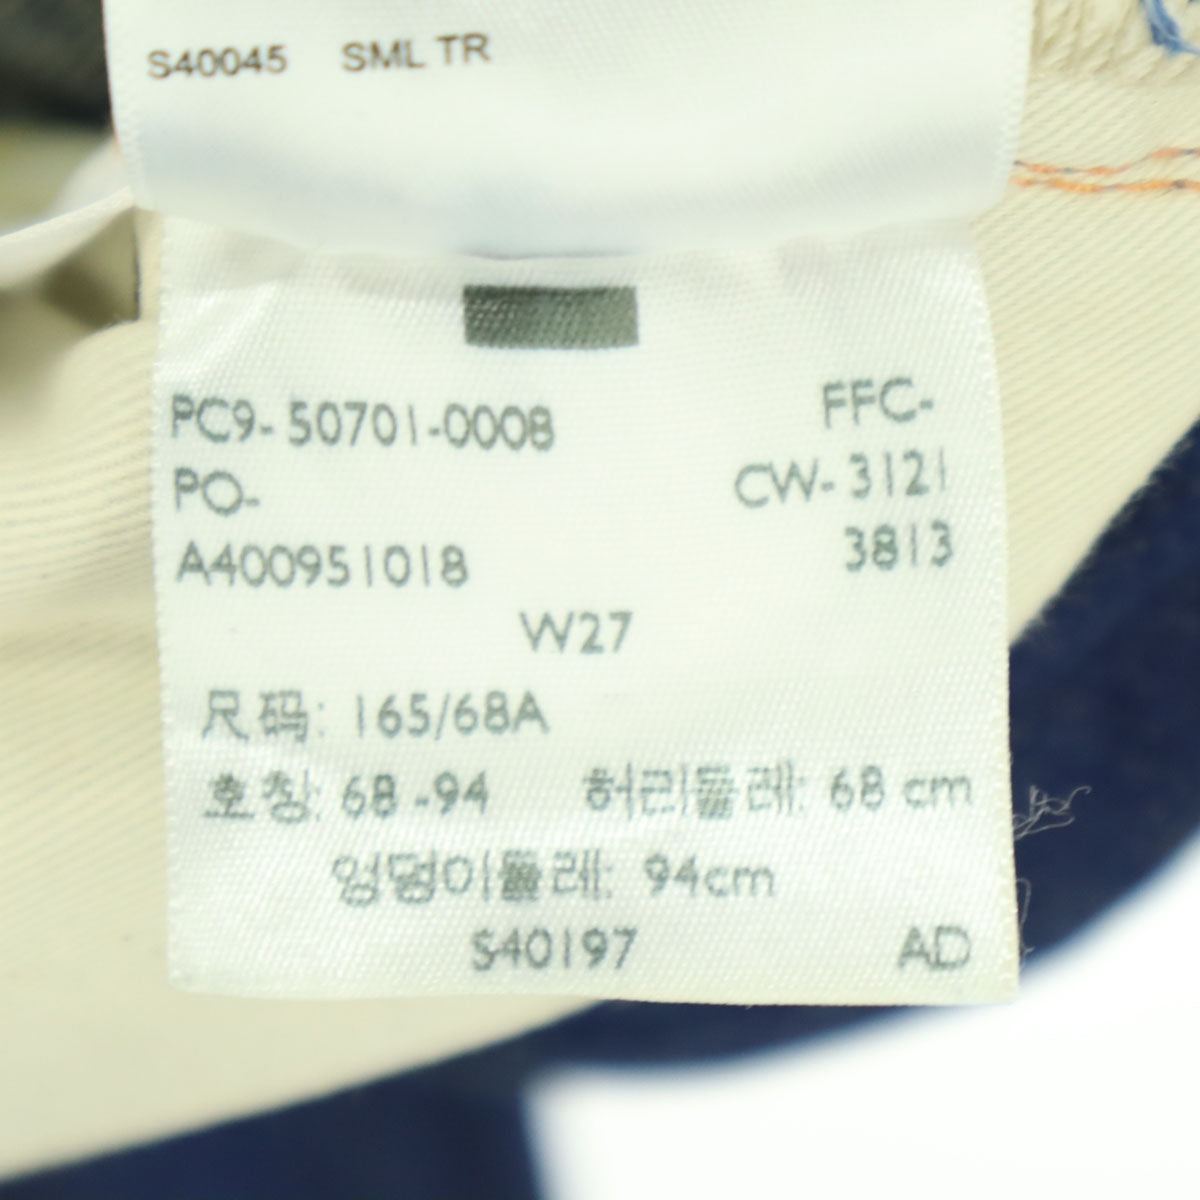 S40045 SML TR
PC9-50701-0008 FFC-
PO- CW-3121
A400951018 3813
W27
尺码: 165/68A
호칭: 68-94 허리둘레: 68 cm
엉덩이둘레: 94cm
S40197 AD